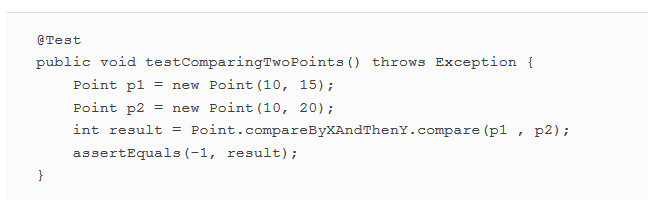 @Test
public void testComparingTwoPoints() throws Exception {
    Point p1 = new Point(10, 15);
    Point p2 = new Point(10, 20);
    int result = Point.compareByXAndThenY.compare(p1 , p2);
    assertEquals(-1, result);
}